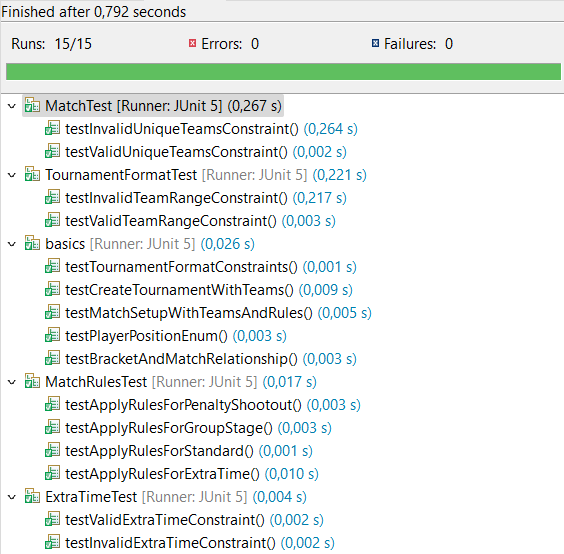 Finished after 0,792 seconds
Runs: 15/15 Errors: 0 Failures: 0
MatchTest [Runner: JUnit 5] (0,267 s)
testInvalidUniqueTeamsConstraint() (0,264 s)
testValidUniqueTeamsConstraint() (0,002 s)
TournamentFormatTest [Runner: JUnit 5] (0,221 s)
testInvalidTeamRangeConstraint() (0,217 s)
testValidTeamRangeConstraint() (0,003 s)
basics [Runner: JUnit 5] (0,026 s)
testTournamentFormatConstraints() (0,001 s)
testCreateTournamentWithTeams() (0,009 s)
testMatchSetupWithTeamsAndRules() (0,005 s)
testPlayerPositionEnum() (0,003 s)
testBracketAndMatchRelationship() (0,003 s)
MatchRulesTest [Runner: JUnit 5] (0,017 s)
testApplyRulesForPenaltyShootout() (0,003 s)
testApplyRulesForGroupStage() (0,003 s)
testApplyRulesForStandard() (0,001 s)
testApplyRulesForExtraTime() (0,010 s)
ExtraTimeTest [Runner: JUnit 5] (0,004 s)
testValidExtraTimeConstraint() (0,002 s)
testInvalidExtraTimeConstraint() (0,002 s)